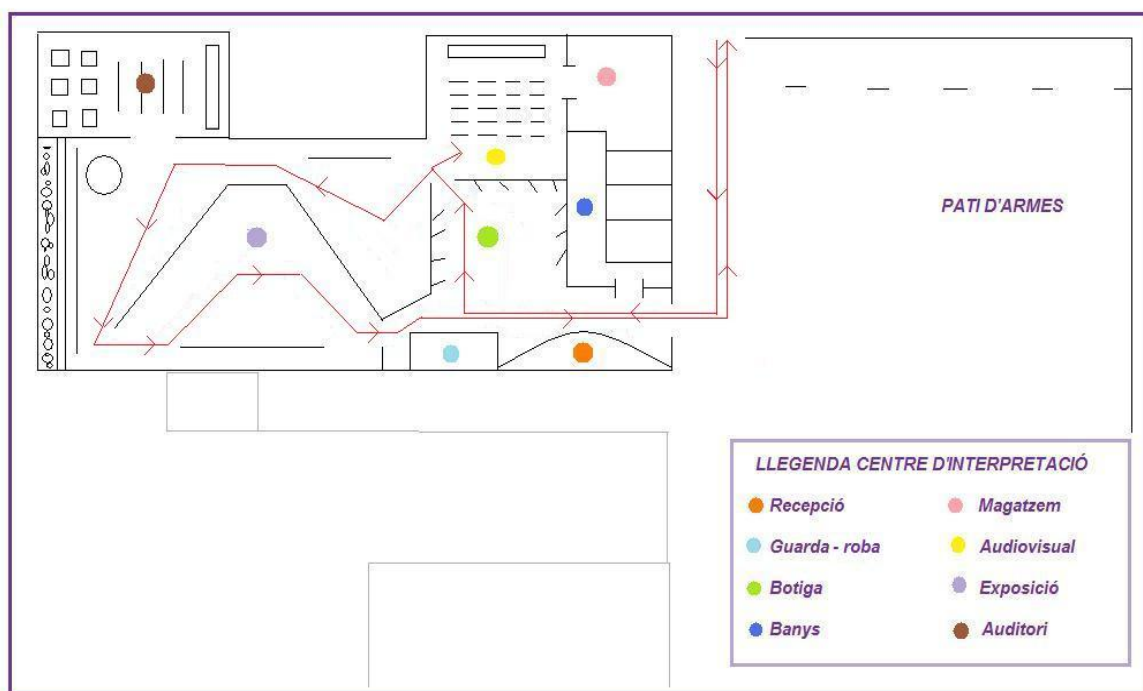 PATI D'ARMES
LLEGENDA CENTRE D'INTERPRETACIÓ
Recepció
Magatzem
Guarda - roba
Audiovisual
Botiga
Exposició
Banys
Auditori